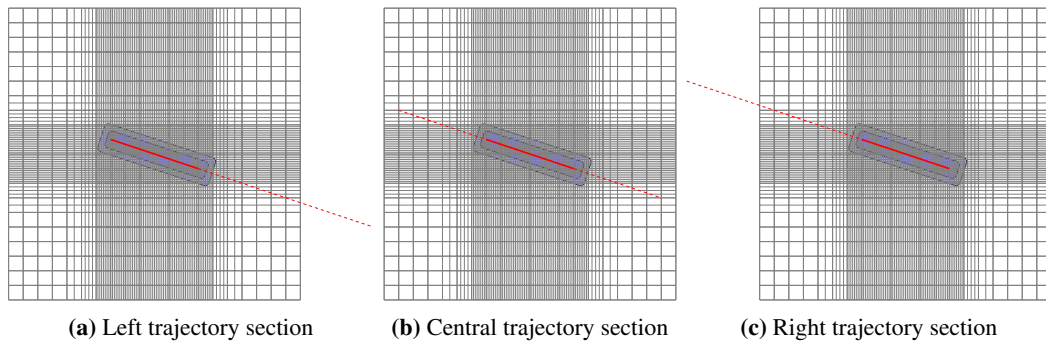 (a) Left trajectory section
(b) Central trajectory section
(c) Right trajectory section